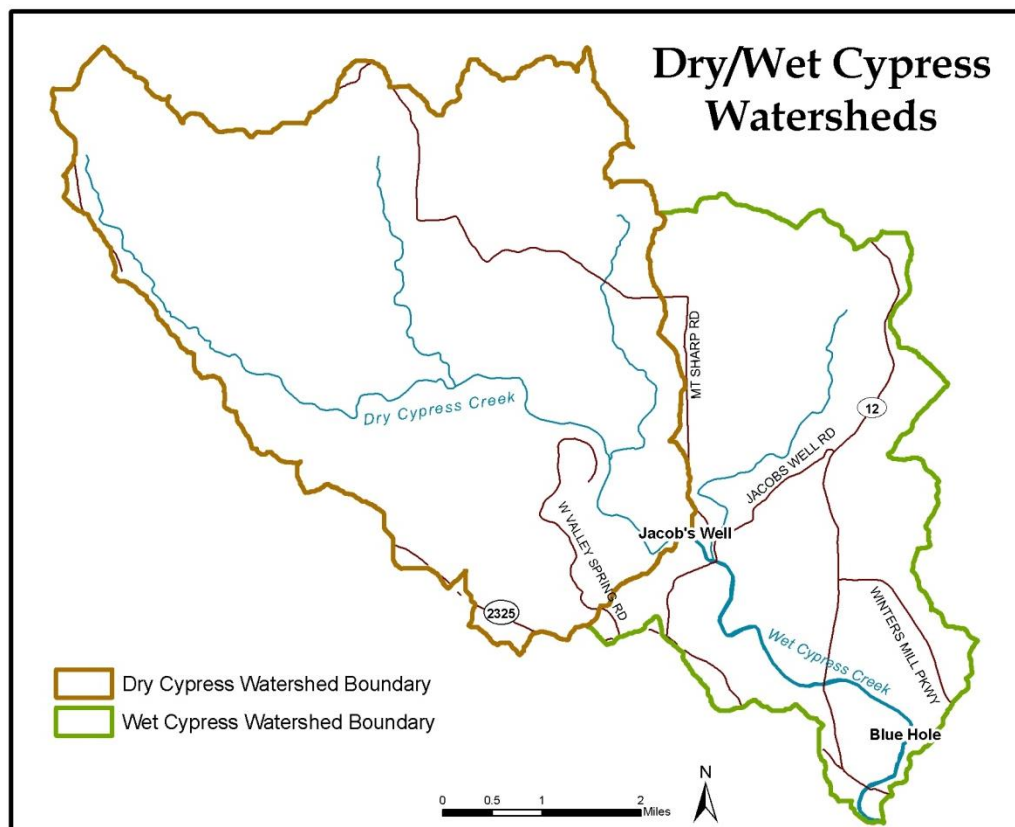 Dry/Wet Cypress
Watersheds
MT SHARP RD
Dry Cypress Creek
12
JACOBS WELL RD
Jacob's Well
W VALLEY SPRING RD
2325
WINTERS MILL PKWY
Wet Cypress Creek
Blue Hole
Dry Cypress Watershed Boundary
Wet Cypress Watershed Boundary
N
0 0.5 1 2
Miles